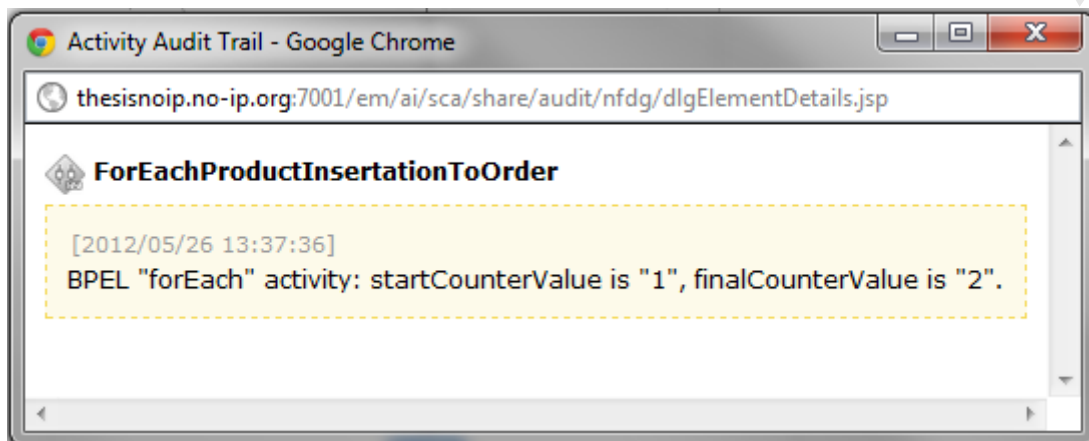 Activity Audit Trail - Google Chrome
thesisnoip.no-ip.org:7001/em/ai/sca/share/audit/nfdg/dlgElementDetails.jsp
ForEachProductInsertationToOrder
[2012/05/26 13:37:36]
BPEL "forEach" activity: startCounterValue is "1", finalCounterValue is "2".